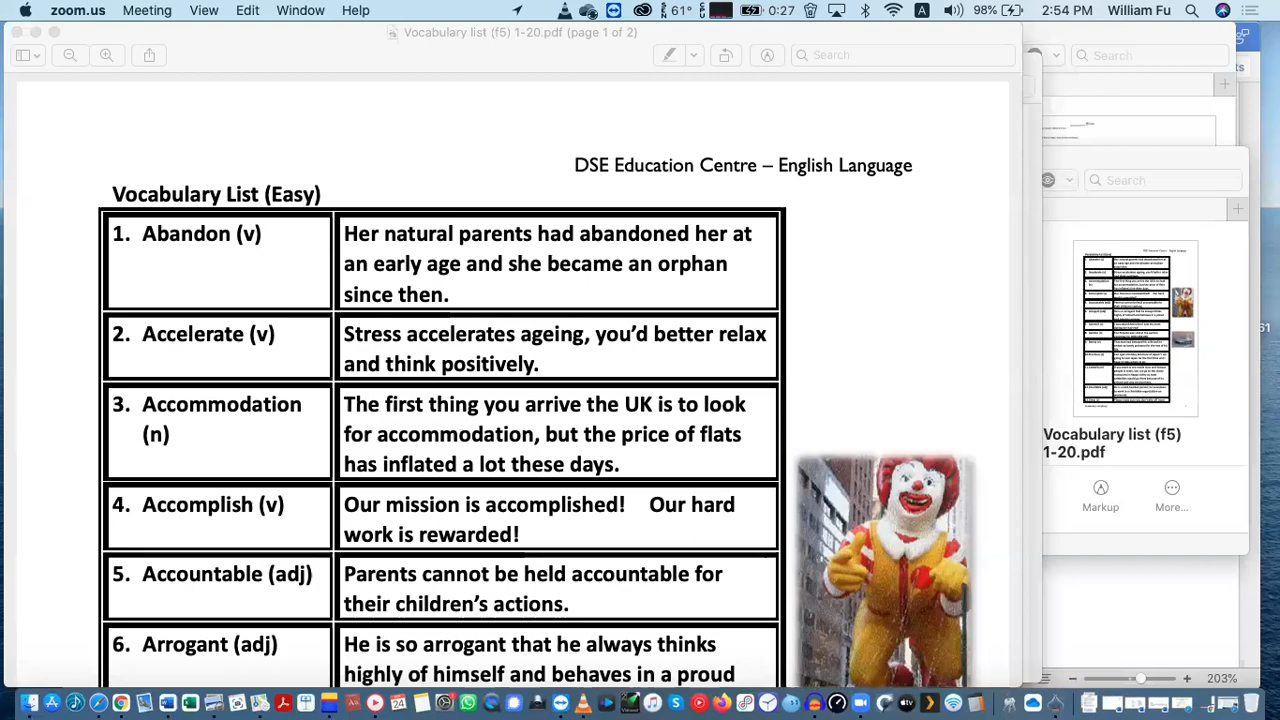 zoom.us Meeting View Edit Window Help 61° 0:27 A 98% 2:54 PM William Fu
Vocabulary list (f5) 1-20.pdf (page 1 of 2)
Search
Search
ts
DSE Education Centre – English Language
Search
Vocabulary List (Easy)
1. Abandon (v)
Her natural parents had abandoned her at
an early age and she became an orphan
since then.
2. Accelerate (v)
Stress accelerates ageing, you’d better relax
and think positively.
3. Accommodation
(n)
The first thing you arrive the UK is to look
for accommodation, but the price of flats
has inflated a lot these days.
4. Accomplish (v)
Our mission is accomplished! Our hard
work is rewarded!
5. Accountable (adj)
Parents cannot be held accountable for
their children’s actions.
6. Arrogant (adj)
He is so arrogant that he always thinks
highly of himself and behaves in a proud
61
Vocabulary list (f5)
1-20.pdf
Markup
More...
203%
24